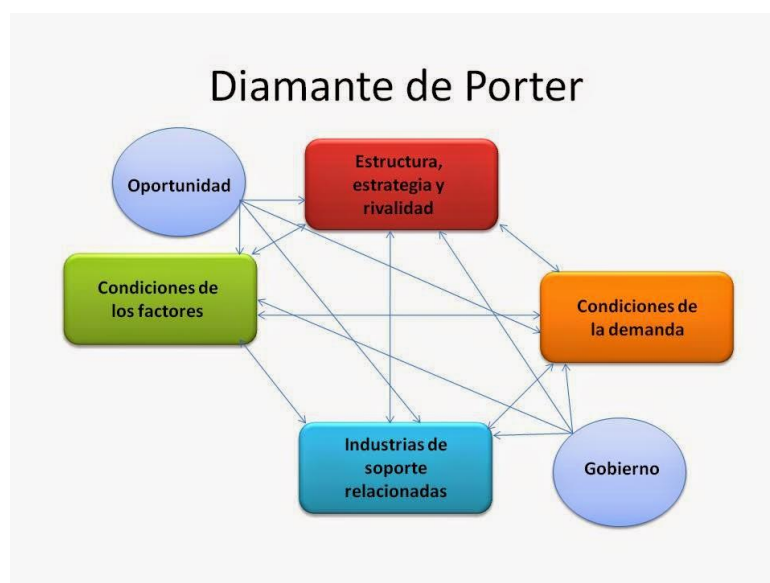 Diamante de Porter
Oportunidad
Estructura,
estrategia y
rivalidad
Condiciones de
los factores
Condiciones de
la demanda
Industrias de
soporte
relacionadas
Gobierno